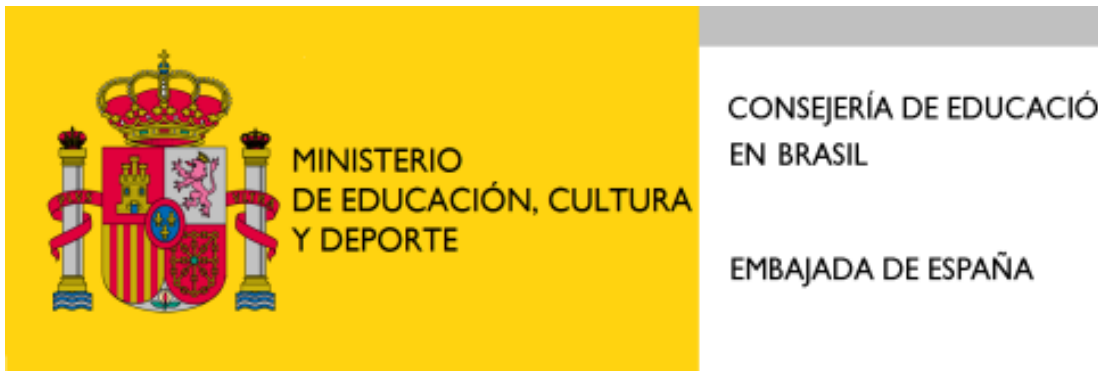 MINISTERIO
DE EDUCACIÓN, CULTURA
Y DEPORTE
CONSEJERÍA DE EDUCACIÓ
EN BRASIL
EMBAJADA DE ESPAÑA